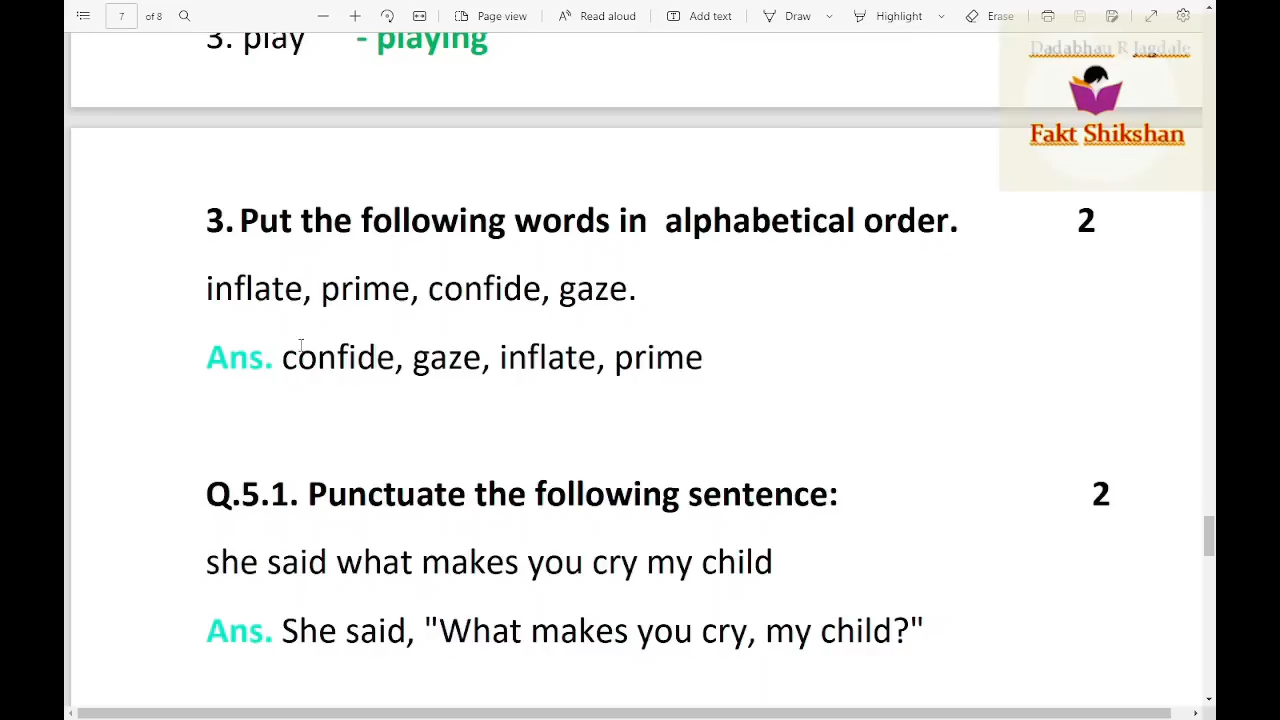 7 of 8 Page view Read aloud Add text Draw Highlight Erase
3. play - playing
Dadabhau R Jagdale
Fakt Shikshan
3. Put the following words in alphabetical order. 2
inflate, prime, confide, gaze.
Ans. confide, gaze, inflate, prime
Q.5.1. Punctuate the following sentence: 2
she said what makes you cry my child
Ans. She said, "What makes you cry, my child?"